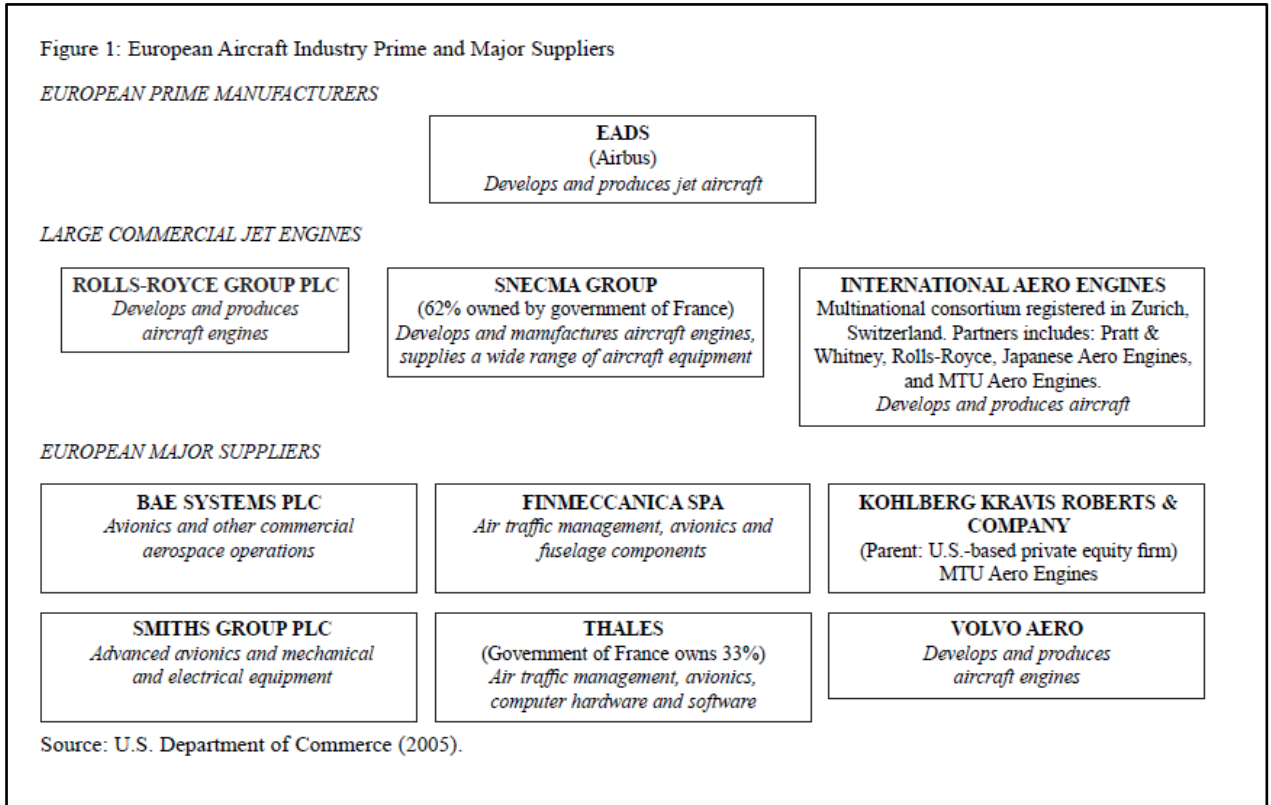 Figure 1: European Aircraft Industry Prime and Major Suppliers
EUROPEAN PRIME MANUFACTURERS
EADS
(Airbus)
Develops and produces jet aircraft
LARGE COMMERCIAL JET ENGINES
ROLLS-ROYCE GROUP PLC
Develops and produces
aircraft engines
SNECMA GROUP
(62% owned by government of France)
Develops and manufactures aircraft engines,
supplies a wide range of aircraft equipment
INTERNATIONAL AERO ENGINES
Multinational consortium registered in Zurich,
Switzerland. Partners includes: Pratt &
Whitney, Rolls-Royce, Japanese Aero Engines,
and MTU Aero Engines.
Develops and produces aircraft
EUROPEAN MAJOR SUPPLIERS
BAE SYSTEMS PLC
Avionics and other commercial
aerospace operations
FINMECCANICA SPA
Air traffic management, avionics and
fuselage components
KOHLBERG KRAVIS ROBERTS &
COMPANY
(Parent: U.S.-based private equity firm)
MTU Aero Engines
SMITHS GROUP PLC
Advanced avionics and mechanical
and electrical equipment
THALES
(Government of France owns 33%)
Air traffic management, avionics,
computer hardware and software
VOLVO AERO
Develops and produces
aircraft engines
Source: U.S. Department of Commerce (2005).